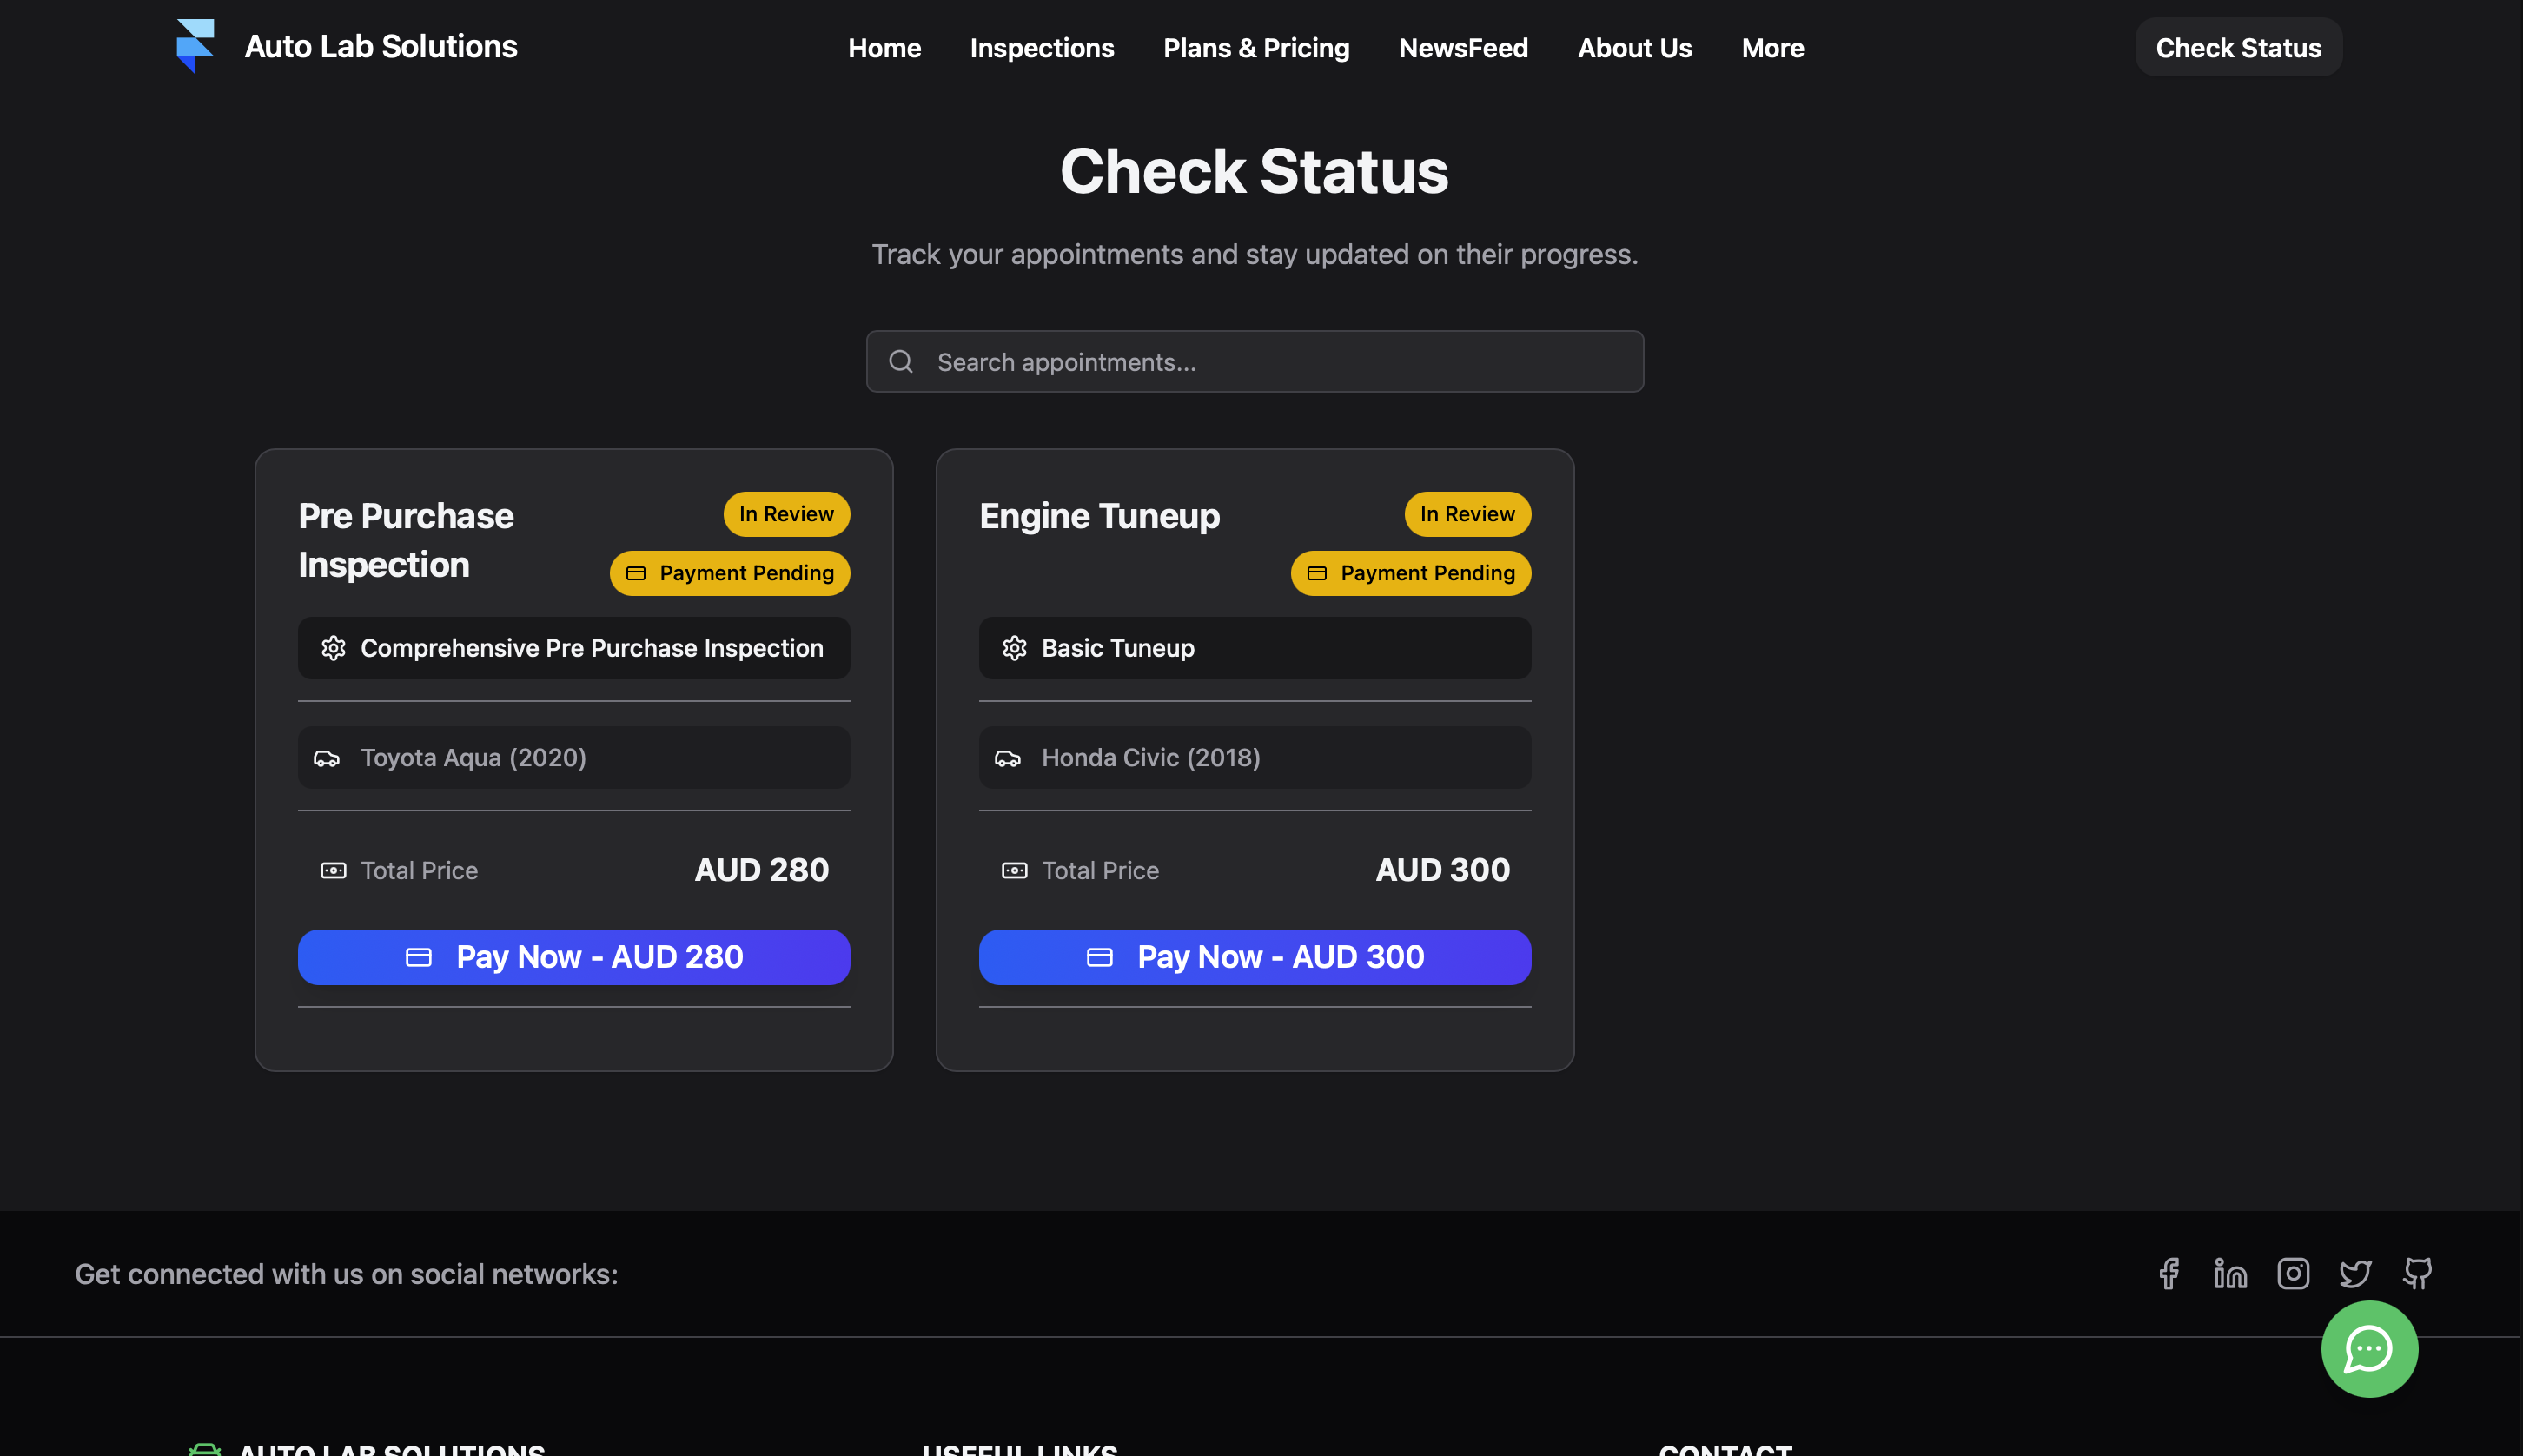 Auto Lab Solutions
Home
Inspections
Plans & Pricing
NewsFeed
About Us
More
Check Status
Check Status
Track your appointments and stay updated on their progress.
Search appointments...
Pre Purchase
Inspection
In Review
Payment Pending
Comprehensive Pre Purchase Inspection
Toyota Aqua (2020)
Total Price
AUD 280
Pay Now - AUD 280
Engine Tuneup
In Review
Payment Pending
Basic Tuneup
Honda Civic (2018)
Total Price
AUD 300
Pay Now - AUD 300
Get connected with us on social networks:
AUTO LAB SOLUTIONS
USEFUL LINKS
CONTACT